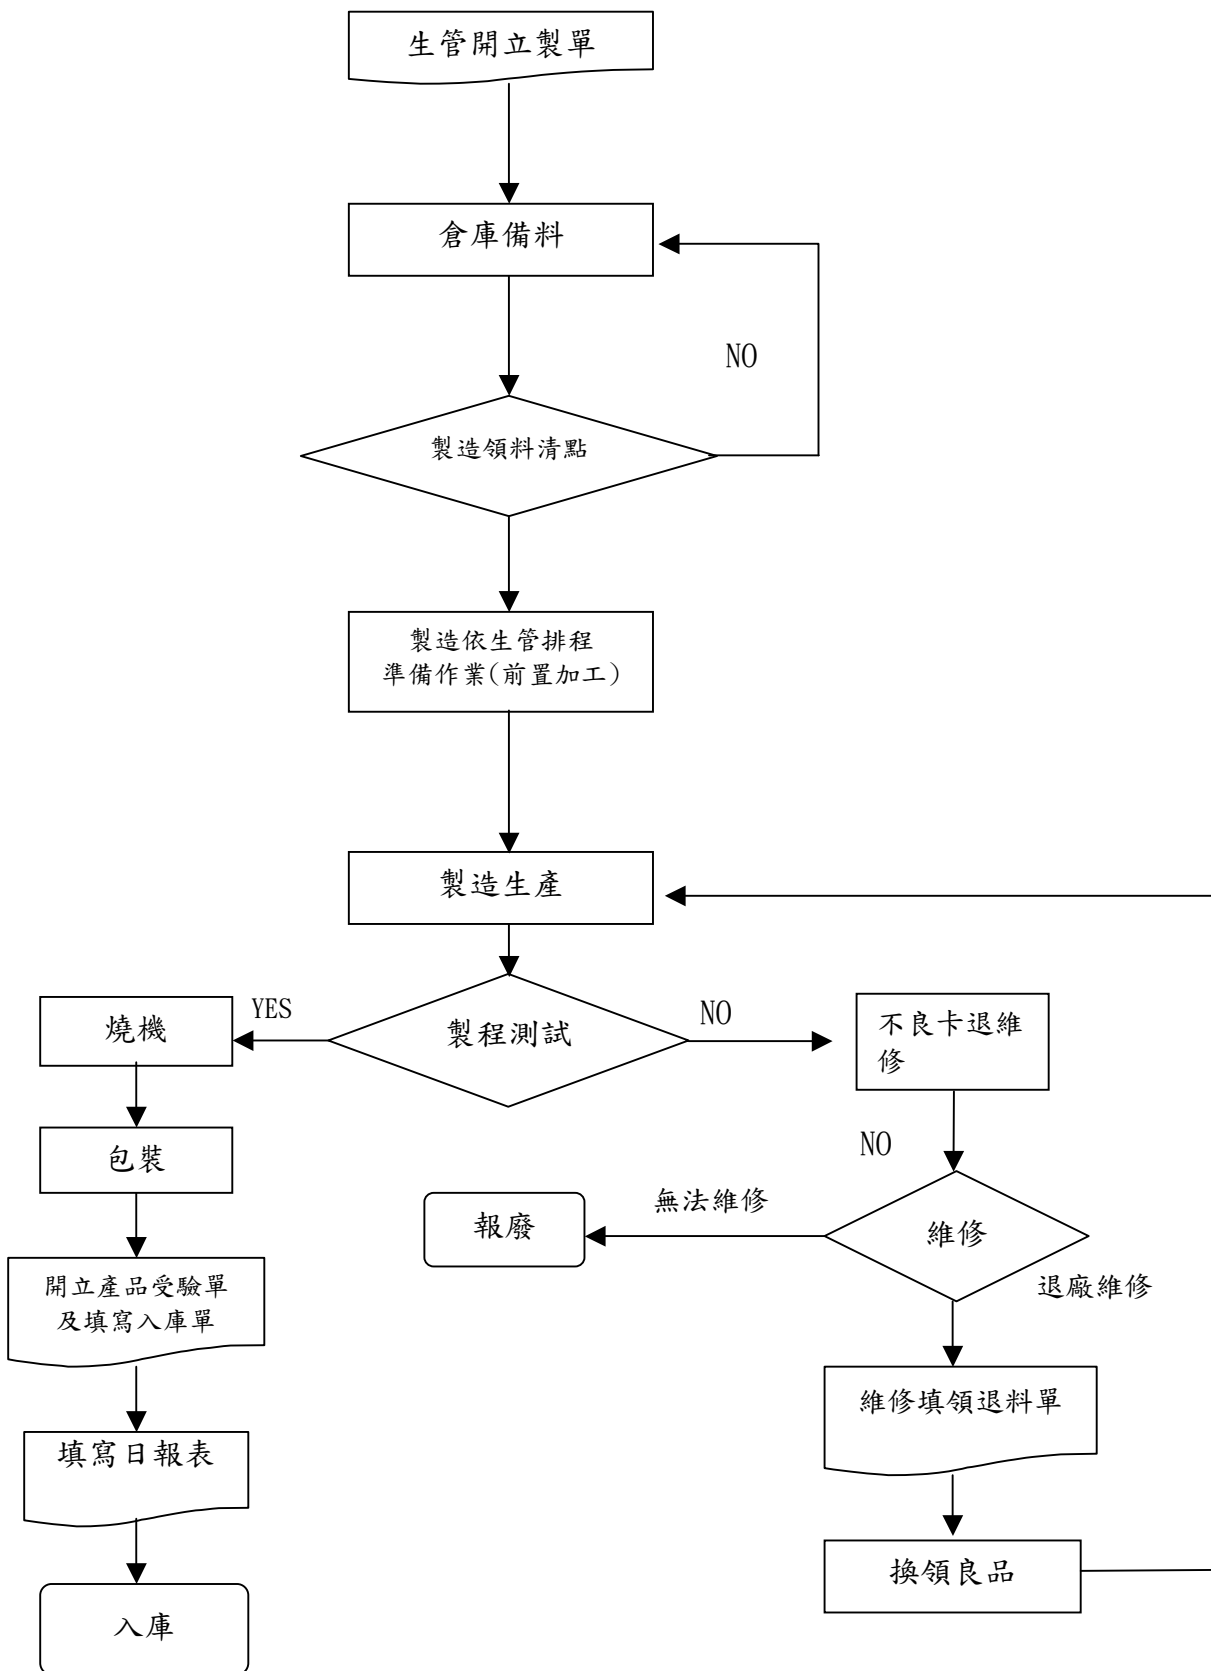 生管開立製單
倉庫備料
NO
製造領料清點
製造依生管排程
準備作業(前置加工)
製造生產
YES
NO
燒機
製程測試
不良卡退維
修
包裝
NO
報廢
無法維修
維修
退廠維修
開立產品受驗單
及填寫入庫單
維修填領退料單
填寫日報表
換領良品
入庫